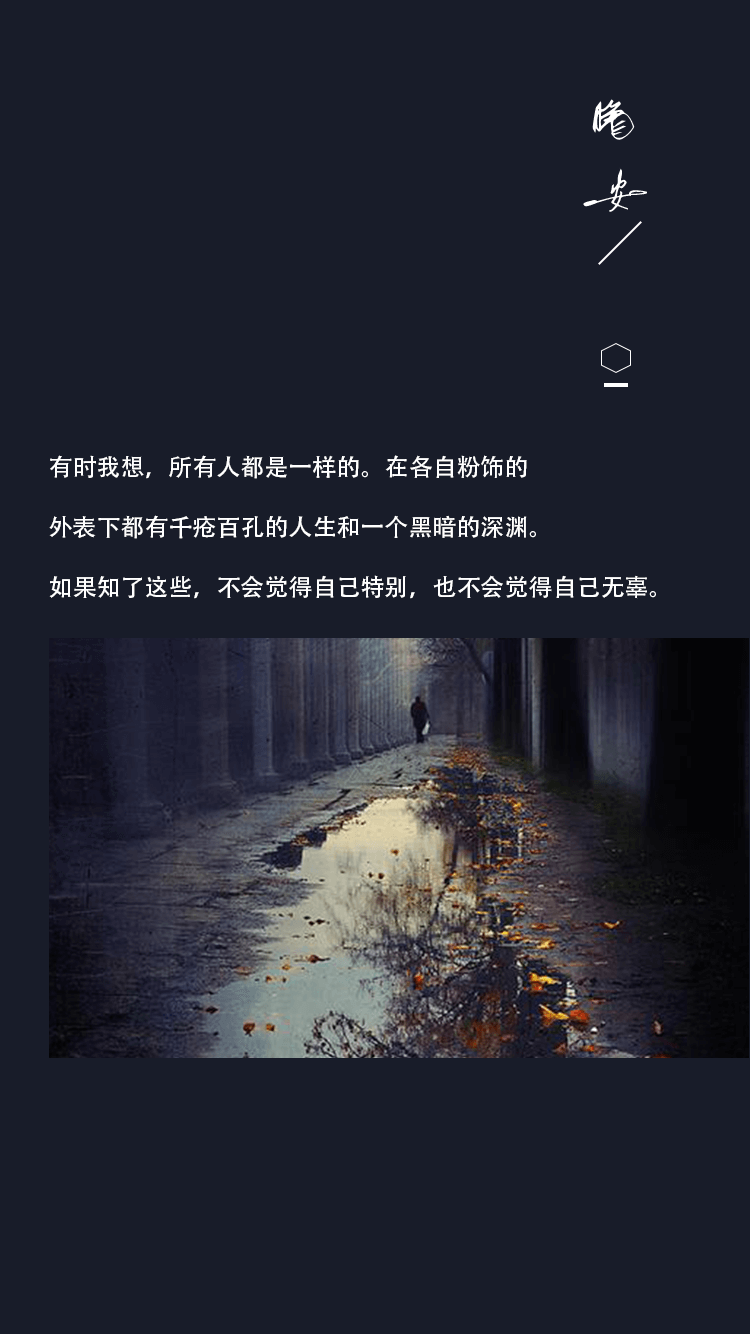 晚
安
有时我想，所有人都是一样的。在各自粉饰的
外表下都有千疮百孔的人生和一个黑暗的深渊。
如果知了这些，不会觉得自己特别，也不会觉得自己无辜。